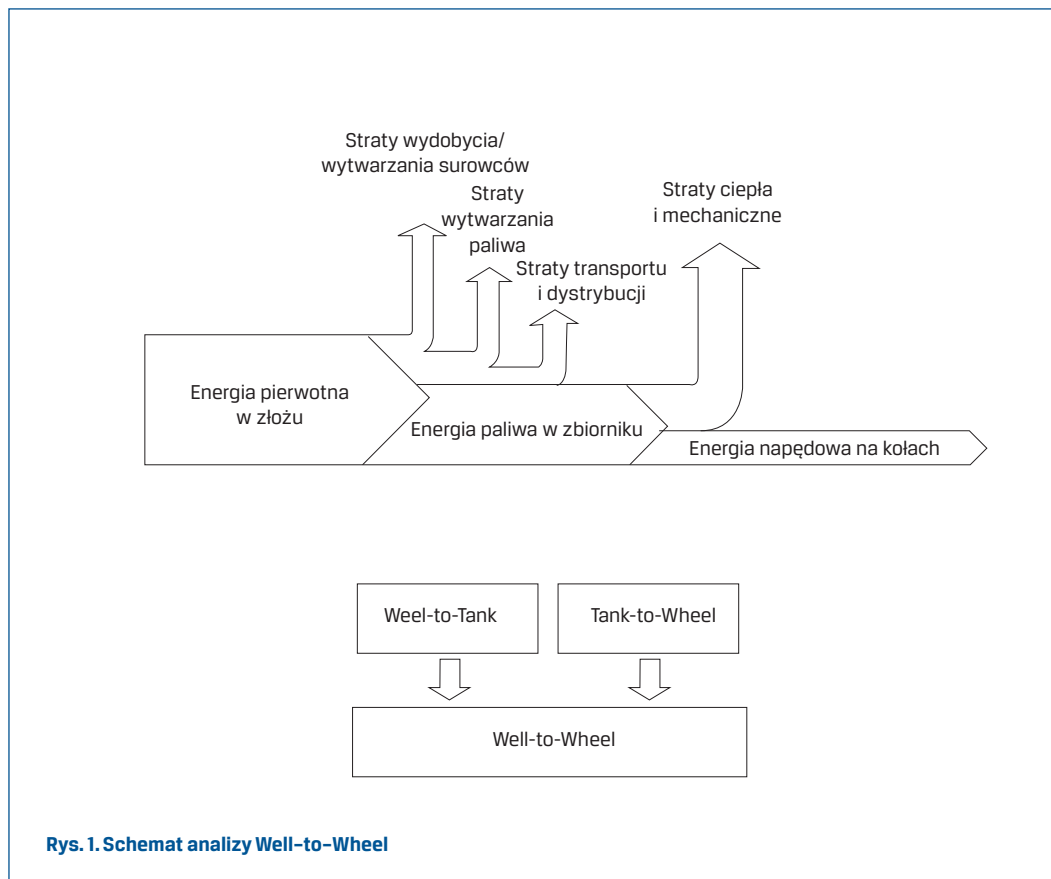 Straty wydobycia/
wytwarzania surowców
Straty
wytwarzania
paliwa
Straty transportu
i dystrybucji
Straty ciepła
i mechaniczne
Energia pierwotna
w złożu
Energia paliwa w zbiorniku
Energia napędowa na kołach
Weel-to-Tank
Tank-to-Wheel
Well-to-Wheel
Rys. 1. Schemat analizy Well-to-Wheel